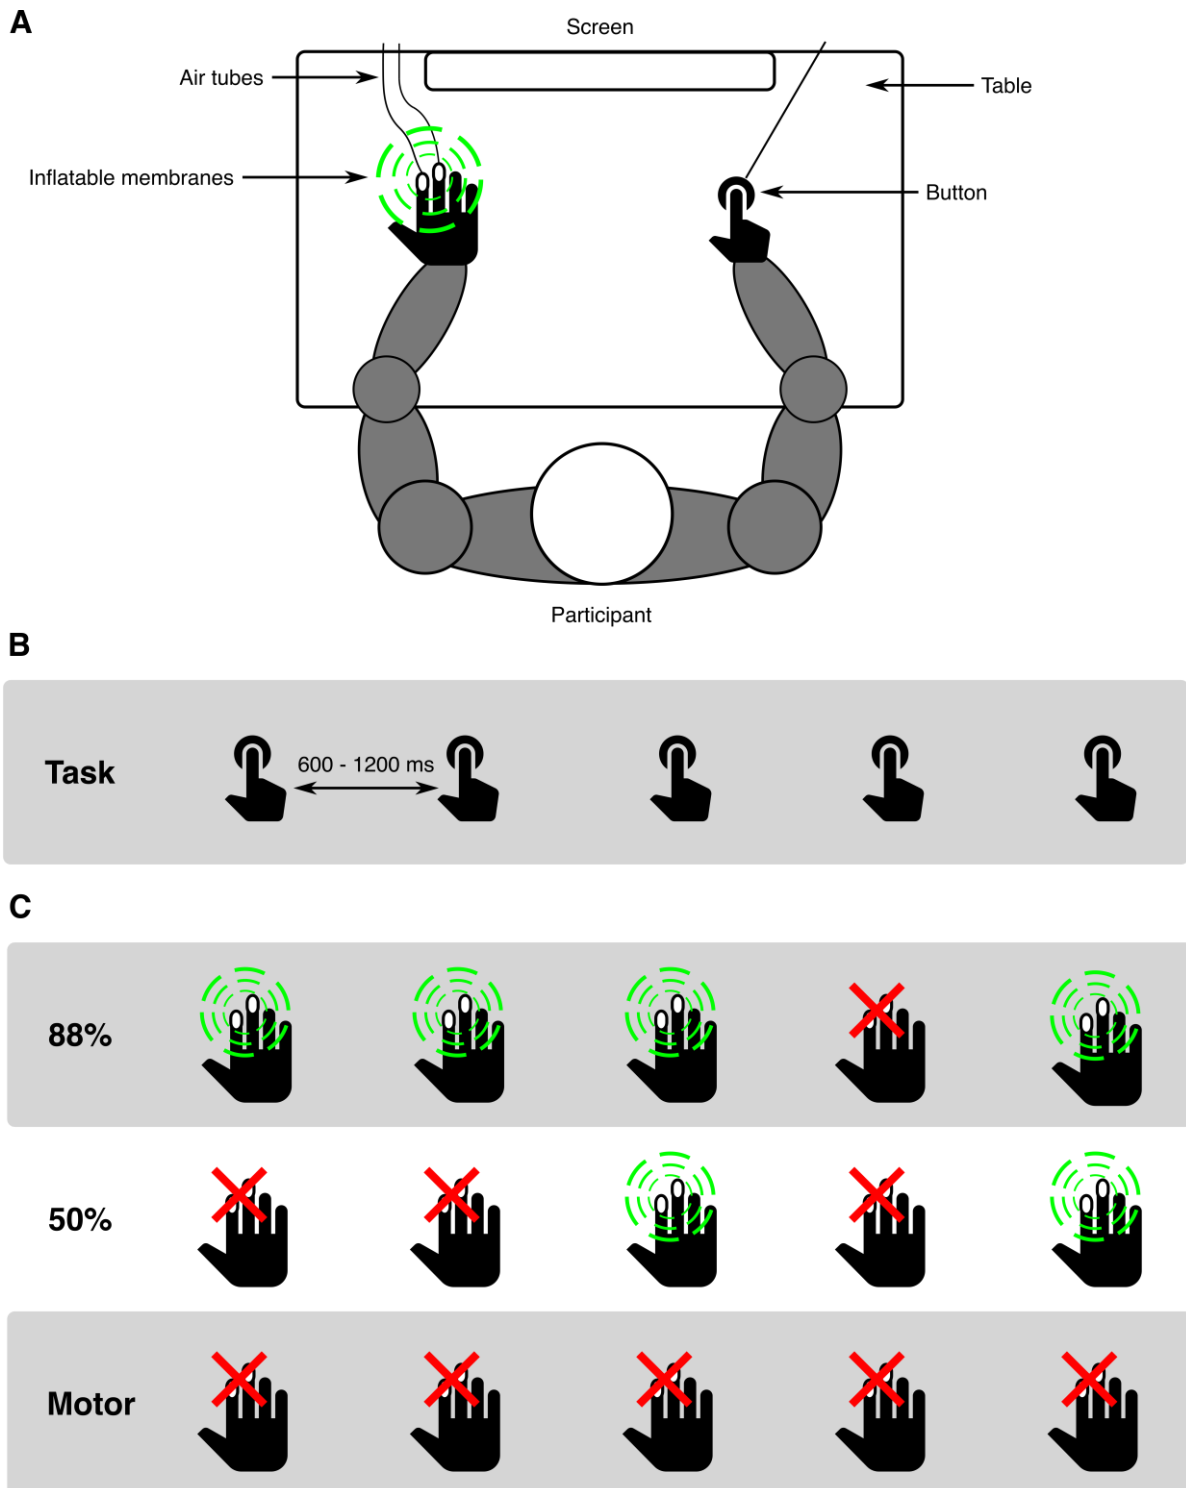 A
Screen
Air tubes
Table
Inflatable membranes
Button
Participant
B
Task
600 - 1200 ms
C
88%
50%
Motor